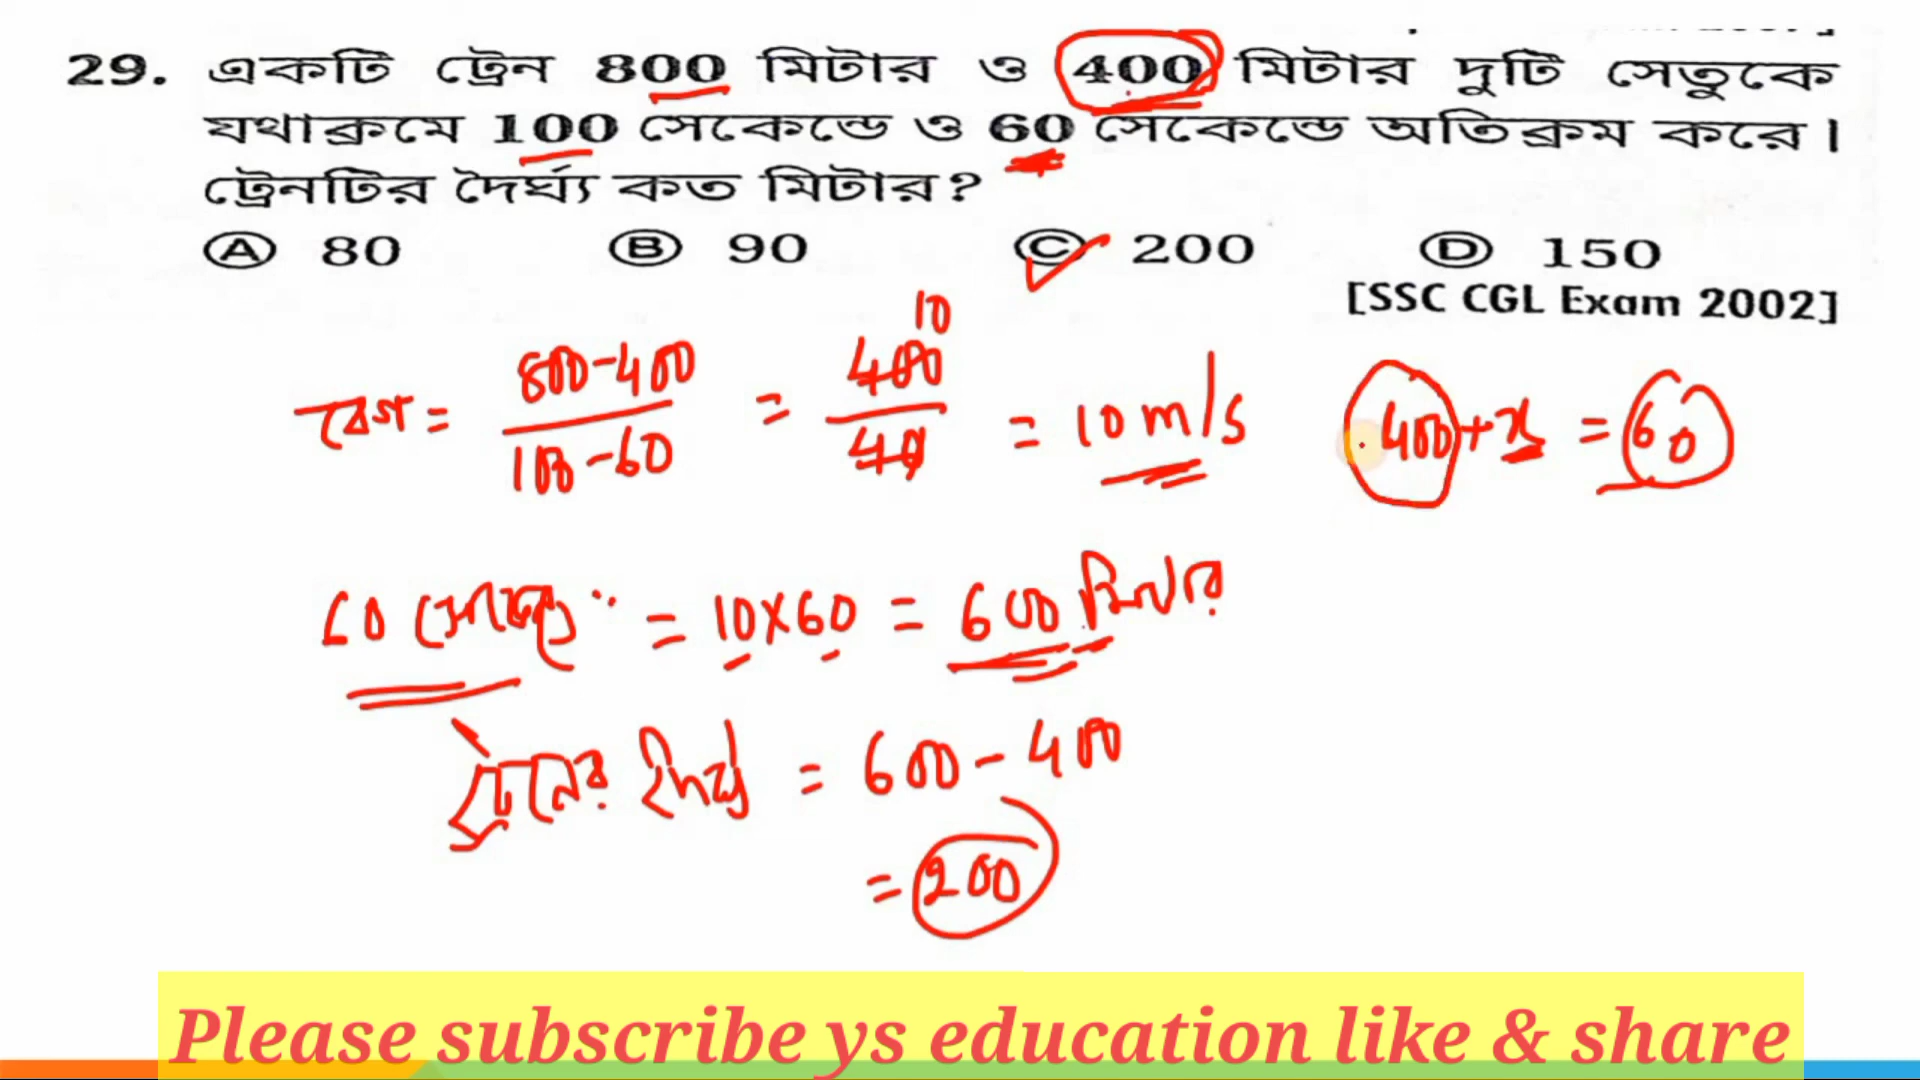 29. একটি ট্রেন 800 মিটার ও 400 মিটার দুটি সেতুকে
যথাক্রমে 100 সেকেন্ডে ও 60 সেকেন্ডে অতিক্রম করে।
ট্রেনটির দৈর্ঘ্য কত মিটার?
Ⓐ 80 Ⓑ 90 Ⓒ 200 Ⓓ 150
[SSC CGL Exam 2002]
10
800-400
400
বেগ = = = 10 m/s 400+x = 60
100-60
40
60 = 10x60 = 600 মিটার
ট্রেনের দৈর্ঘ্য = 600 - 400
= 200
Please subscribe ys education like & share